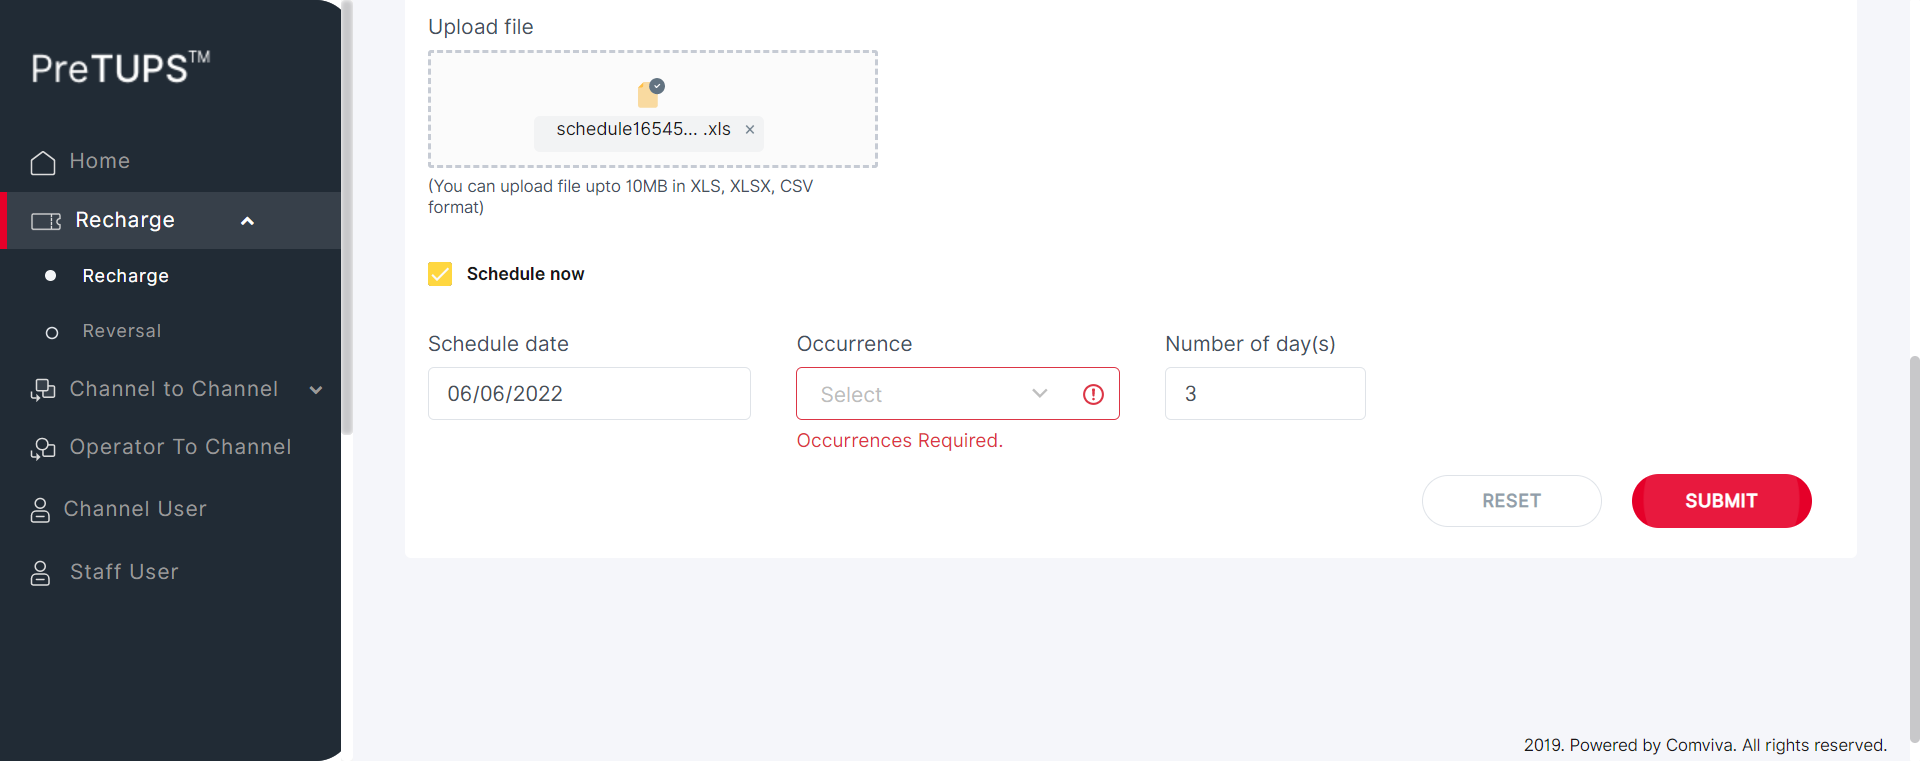 PreTUPS™
Home
Recharge
Recharge
Reversal
Channel to Channel
Operator To Channel
Channel User
Staff User
Upload file
schedule16545... .xls ×
(You can upload file upto 10MB in XLS, XLSX, CSV
format)
Schedule now
Schedule date
Occurrence
Number of day(s)
06/06/2022
Select
3
Occurrences Required.
RESET
SUBMIT
2019. Powered by Comviva. All rights reserved.